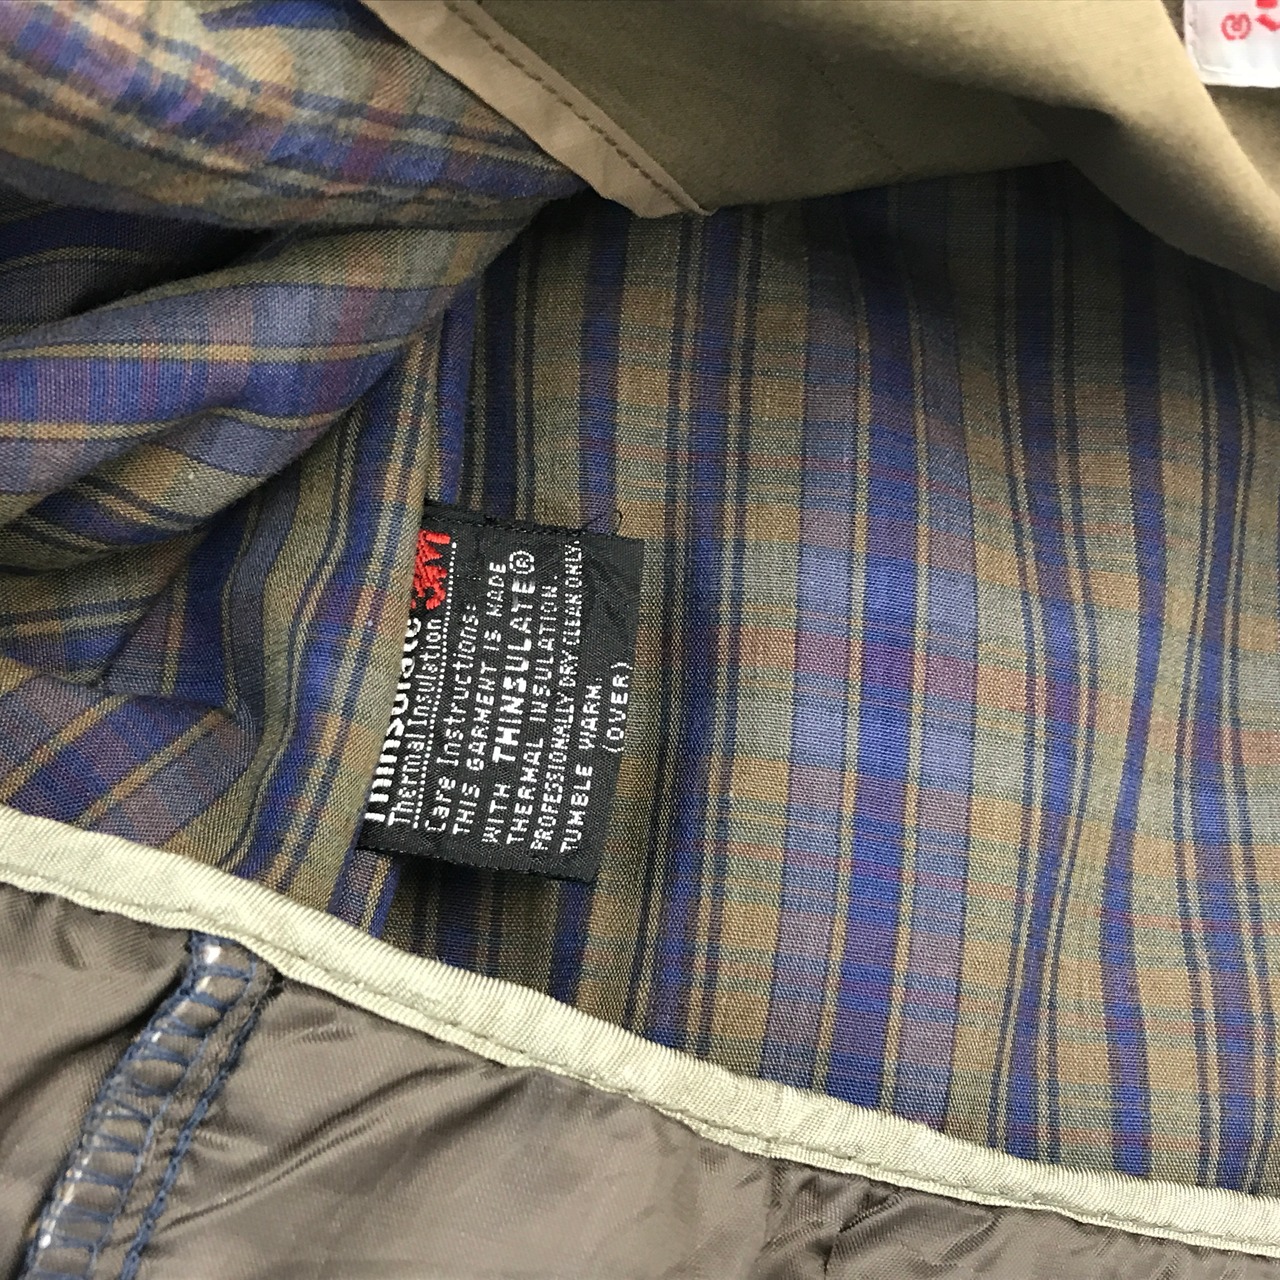 Thinsulate 3M
Thermal Insulation
Care Instructions:
THIS GARMENT IS MADE
WITH THINSULATE®
THERMAL INSULATION.
PROFESSIONALLY DRY CLEAN ONLY.
TUMBLE WARM.
(OVER)
®